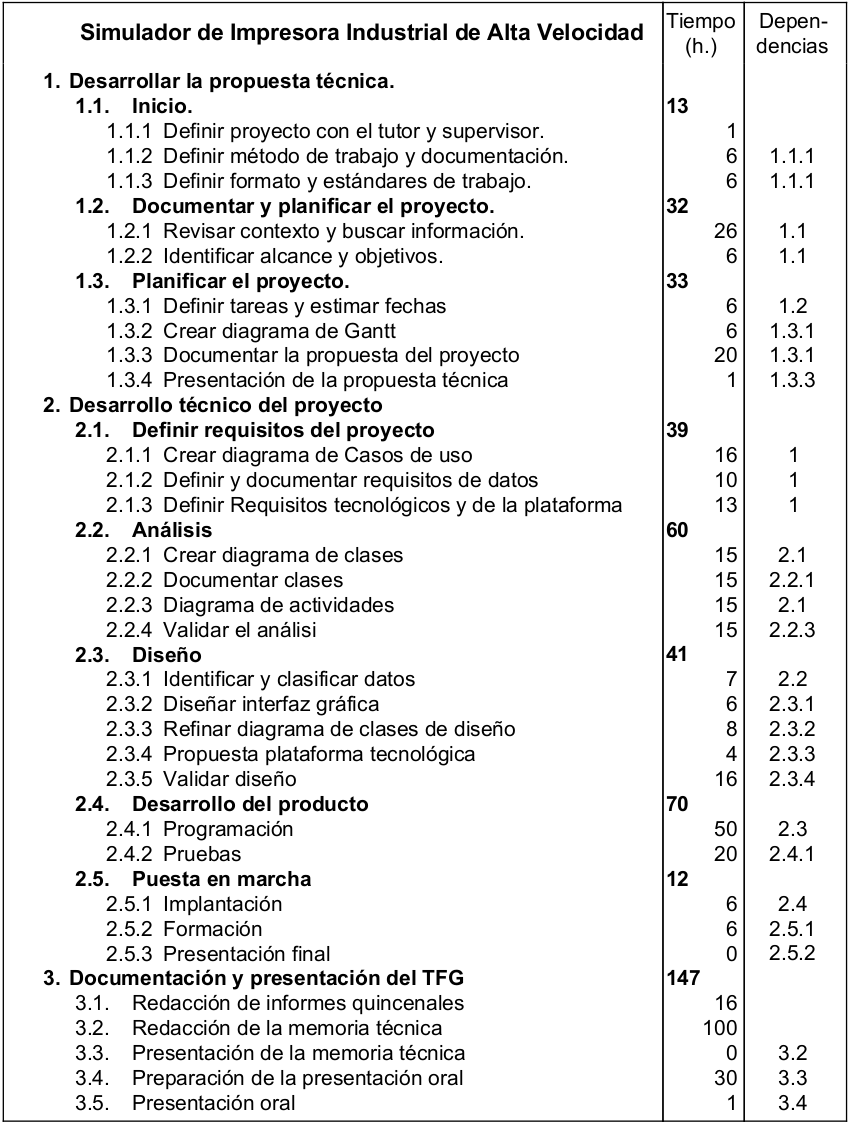 Simulador de Impresora Industrial de Alta Velocidad Tiempo (h.) Depen-dencias
1. Desarrollar la propuesta técnica.
1.1. Inicio. 13
1.1.1 Definir proyecto con el tutor y supervisor. 1
1.1.2 Definir método de trabajo y documentación. 6 1.1.1
1.1.3 Definir formato y estándares de trabajo. 6 1.1.1
1.2. Documentar y planificar el proyecto. 32
1.2.1 Revisar contexto y buscar información. 26 1.1
1.2.2 Identificar alcance y objetivos. 6 1.1
1.3. Planificar el proyecto. 33
1.3.1 Definir tareas y estimar fechas 6 1.2
1.3.2 Crear diagrama de Gantt 6 1.3.1
1.3.3 Documentar la propuesta del proyecto 20 1.3.1
1.3.4 Presentación de la propuesta técnica 1 1.3.3
2. Desarrollo técnico del proyecto
2.1. Definir requisitos del proyecto 39
2.1.1 Crear diagrama de Casos de uso 16 1
2.1.2 Definir y documentar requisitos de datos 10 1
2.1.3 Definir Requisitos tecnológicos y de la plataforma 13 1
2.2. Análisis 60
2.2.1 Crear diagrama de clases 15 2.1
2.2.2 Documentar clases 15 2.2.1
2.2.3 Diagrama de actividades 15 2.1
2.2.4 Validar el análisi 15 2.2.3
2.3. Diseño 41
2.3.1 Identificar y clasificar datos 7 2.2
2.3.2 Diseñar interfaz gráfica 6 2.3.1
2.3.3 Refinar diagrama de clases de diseño 8 2.3.2
2.3.4 Propuesta plataforma tecnológica 4 2.3.3
2.3.5 Validar diseño 16 2.3.4
2.4. Desarrollo del producto 70
2.4.1 Programación 50 2.3
2.4.2 Pruebas 20 2.4.1
2.5. Puesta en marcha 12
2.5.1 Implantación 6 2.4
2.5.2 Formación 6 2.5.1
2.5.3 Presentación final 0 2.5.2
3. Documentación y presentación del TFG 147
3.1. Redacción de informes quincenales 16
3.2. Redacción de la memoria técnica 100
3.3. Presentación de la memoria técnica 0 3.2
3.4. Preparación de la presentación oral 30 3.3
3.5. Presentación oral 1 3.4